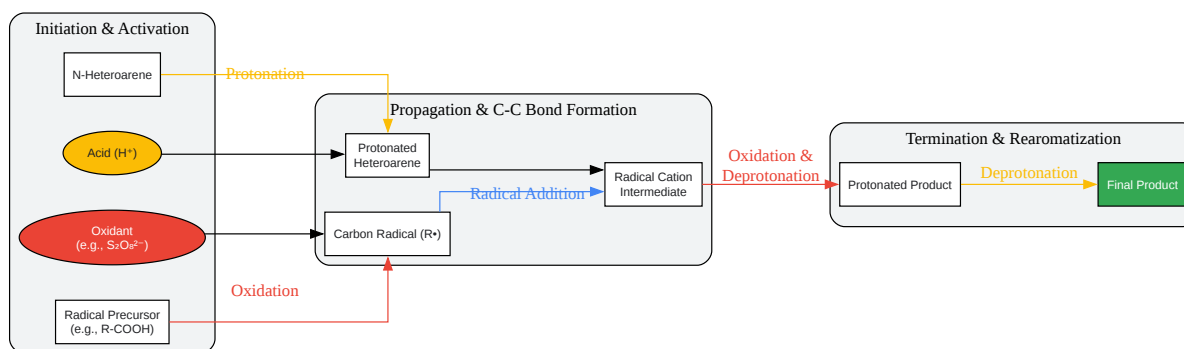 Initiation & Activation
N-Heteroarene
Protonation
Acid (H⁺)
Oxidant
(e.g., S₂O₈²⁻)
Oxidation
Radical Precursor
(e.g., R-COOH)
Propagation & C-C Bond Formation
Protonated
Heteroarene
Radical Addition
Carbon Radical (R•)
Radical Cation
Intermediate
Oxidation &
Deprotonation
Termination & Rearomatization
Protonated Product
Deprotonation
Final Product